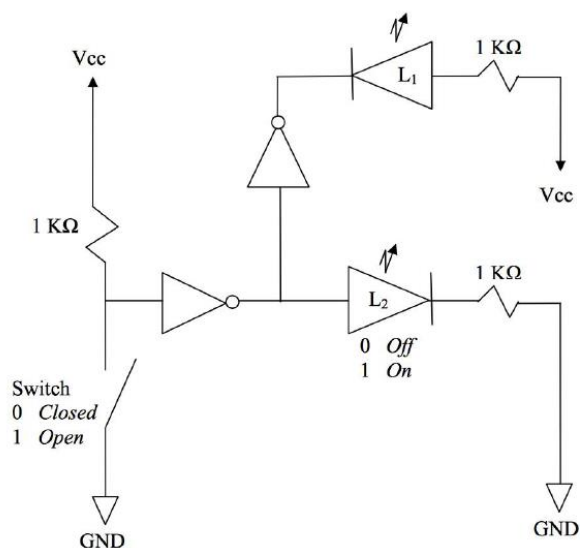 Vcc
L₁
1 KΩ
Vcc
1 KΩ
L₂
0 Off
1 On
1 KΩ
Switch
0 Closed
1 Open
GND
GND